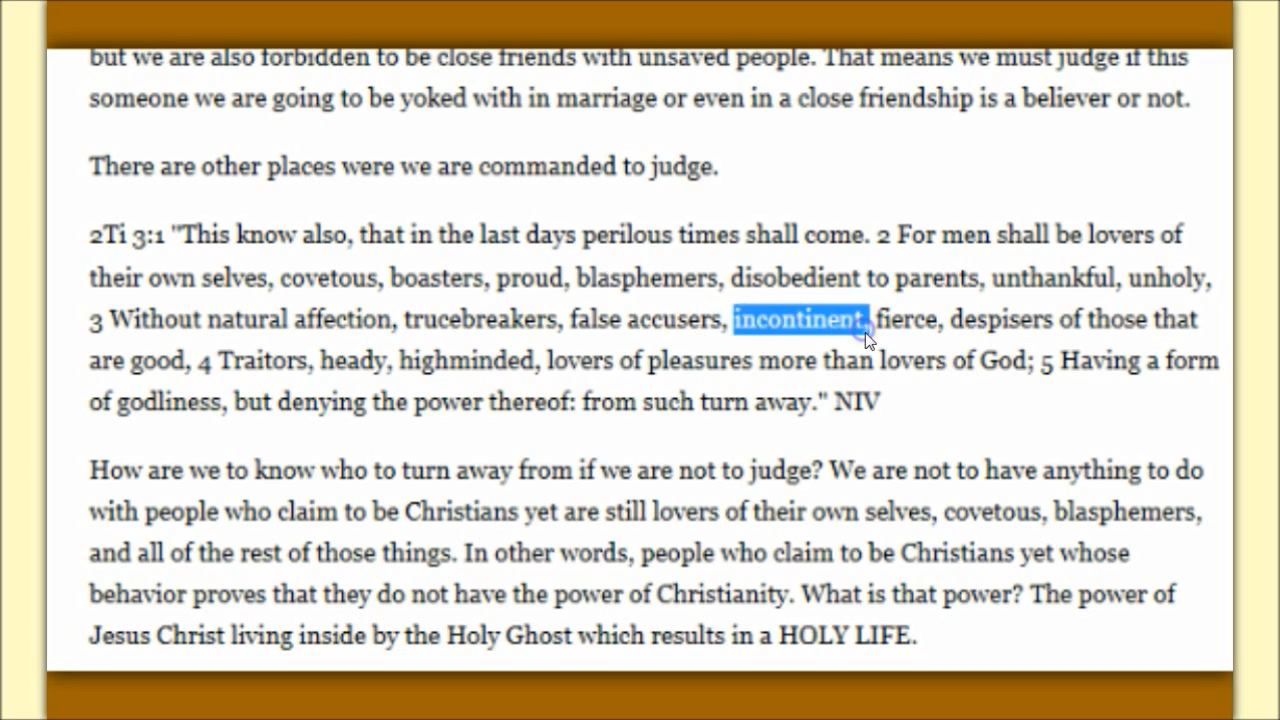 but we are also forbidden to be close friends with unsaved people. That means we must judge if this
someone we are going to be yoked with in marriage or even in a close friendship is a believer or not.
There are other places were we are commanded to judge.
2Ti 3:1 "This know also, that in the last days perilous times shall come. 2 For men shall be lovers of
their own selves, covetous, boasters, proud, blasphemers, disobedient to parents, unthankful, unholy,
3 Without natural affection, trucebreakers, false accusers, incontinent, fierce, despisers of those that
are good, 4 Traitors, heady, highminded, lovers of pleasures more than lovers of God; 5 Having a form
of godliness, but denying the power thereof: from such turn away." NIV
How are we to know who to turn away from if we are not to judge? We are not to have anything to do
with people who claim to be Christians yet are still lovers of their own selves, covetous, blasphemers,
and all of the rest of those things. In other words, people who claim to be Christians yet whose
behavior proves that they do not have the power of Christianity. What is that power? The power of
Jesus Christ living inside by the Holy Ghost which results in a HOLY LIFE.